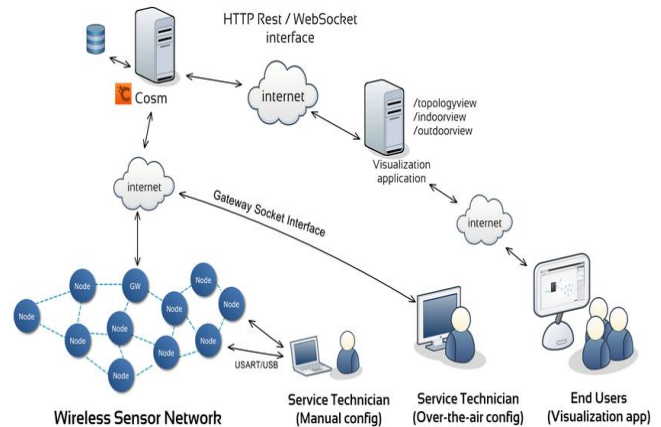 HTTP Rest / WebSocket
interface
Cosm
internet
/topologyview
/indoorview
/outdoorview
Visualization
application
internet
internet
Gateway Socket Interface
Node
GW
Node
Node
Node
Node
Node
Node
Node
Node
Node
USART/USB
Wireless Sensor Network
Service Technician
(Manual config)
Service Technician
(Over-the-air config)
End Users
(Visualization app)